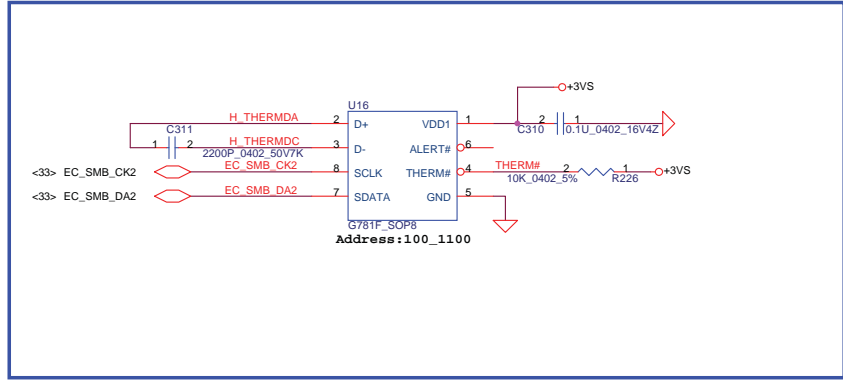 +3VS
U16
C311
H_THERMDA
2
D+
VDD1
1
C310
2
1
0.1U_0402_16V4Z
1
2
H_THERMDC
2200P_0402_50V7K
3
D-
ALERT#
6
<33> EC_SMB_CK2
EC_SMB_CK2
8
SCLK
THERM#
4
THERM#
2
1
10K_0402_5%
R226
+3VS
<33> EC_SMB_DA2
EC_SMB_DA2
7
SDATA
GND
5
G781F_SOP8
Address:100_1100